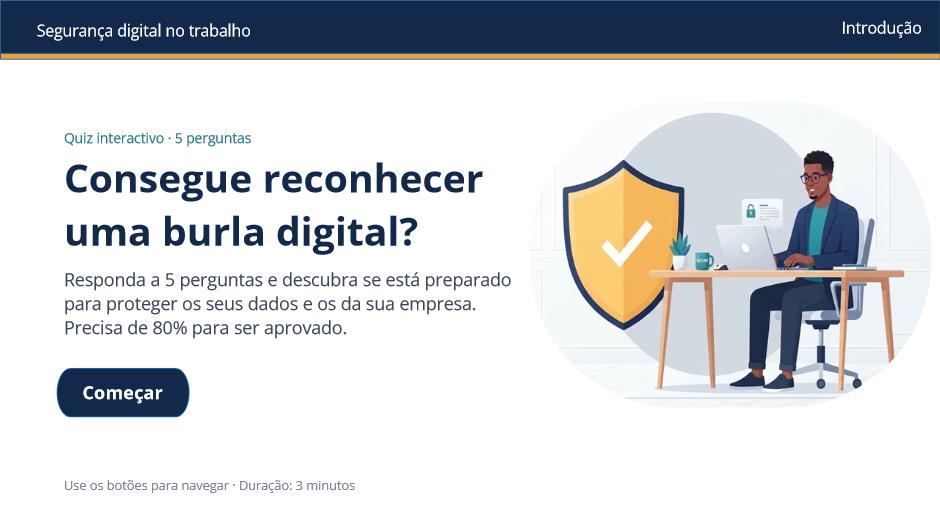 Segurança digital no trabalho
Introdução
Quiz interactivo · 5 perguntas
Consegue reconhecer
uma burla digital?
Responda a 5 perguntas e descubra se está preparado
para proteger os seus dados e os da sua empresa.
Precisa de 80% para ser aprovado.
Começar
Use os botões para navegar · Duração: 3 minutos